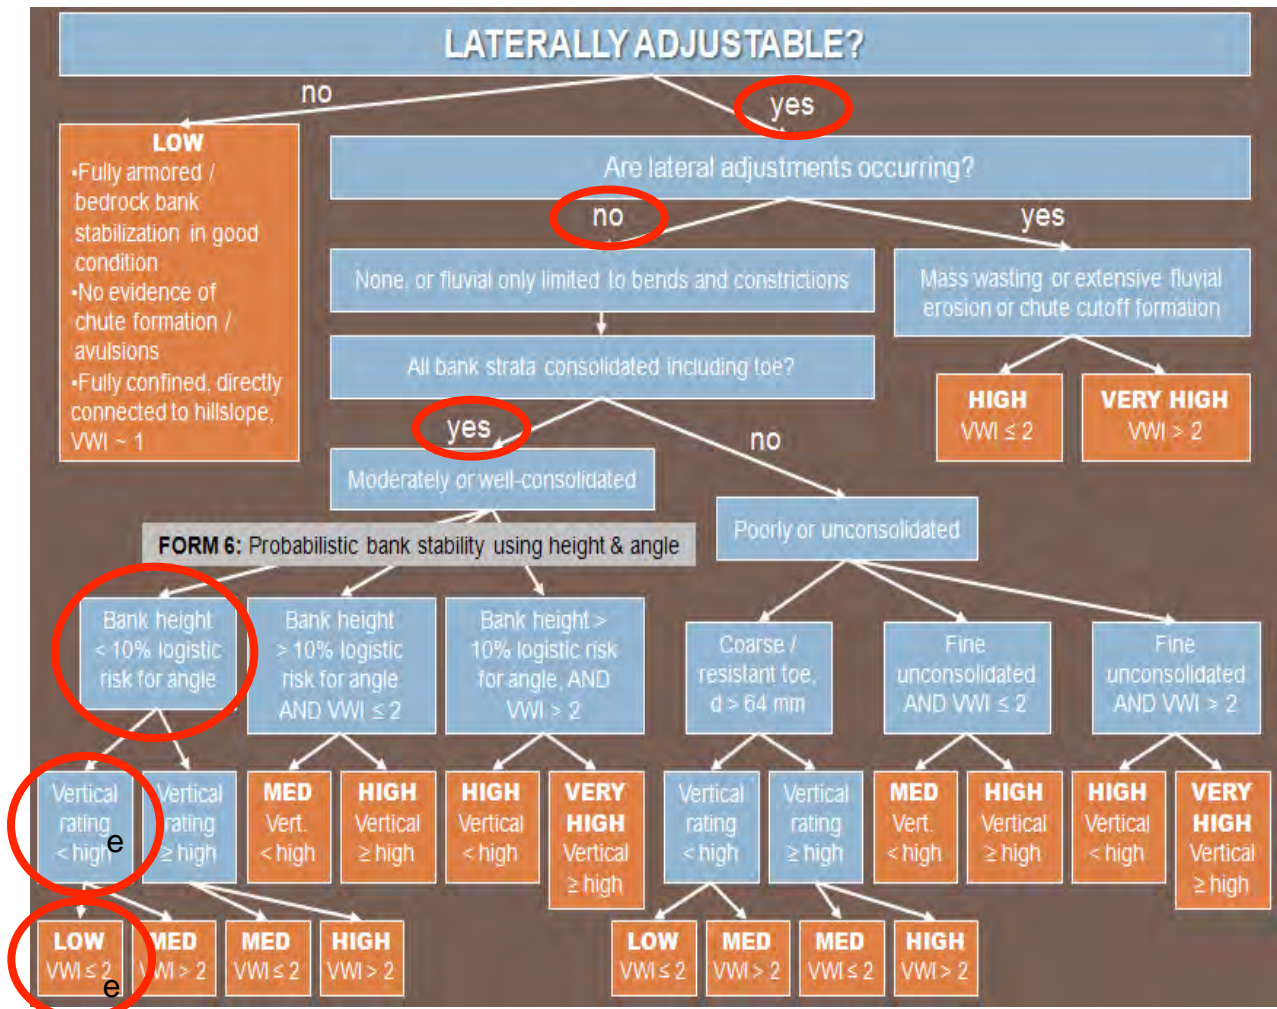 LATERALLY ADJUSTABLE?
no
yes
LOW
•Fully armored /
bedrock bank
stabilization in good
condition
•No evidence of
chute formation /
avulsions
•Fully confined, directly
connected to hillslope,
VWI ~ 1
Are lateral adjustments occurring?
no
yes
None, or fluvial only limited to bends and constrictions
Mass wasting or extensive fluvial
erosion or chute cutoff formation
All bank strata consolidated including toe?
HIGH
VWI ≤ 2
VERY HIGH
VWI > 2
yes
no
Moderately or well-consolidated
Poorly or unconsolidated
FORM 6: Probabilistic bank stability using height & angle
Bank height
< 10% logistic
risk for angle
Bank height
> 10% logistic
risk for angle
AND VWI ≤ 2
Bank height >
10% logistic risk
for angle, AND
VWI > 2
Coarse /
resistant toe,
d > 64 mm
Fine
unconsolidated
AND VWI ≤ 2
Fine
unconsolidated
AND VWI > 2
Vertical
rating
< high
e
Vertical
rating
≥ high
MED
Vert.
< high
HIGH
Vertical
≥ high
HIGH
Vertical
< high
VERY
HIGH
Vertical
≥ high
Vertical
rating
< high
Vertical
rating
≥ high
MED
Vert.
< high
HIGH
Vertical
≥ high
HIGH
Vertical
< high
VERY
HIGH
Vertical
≥ high
LOW
VWI ≤ 2
e
MED
VWI > 2
MED
VWI ≤ 2
HIGH
VWI > 2
LOW
VWI ≤ 2
MED
VWI > 2
MED
VWI ≤ 2
HIGH
VWI > 2